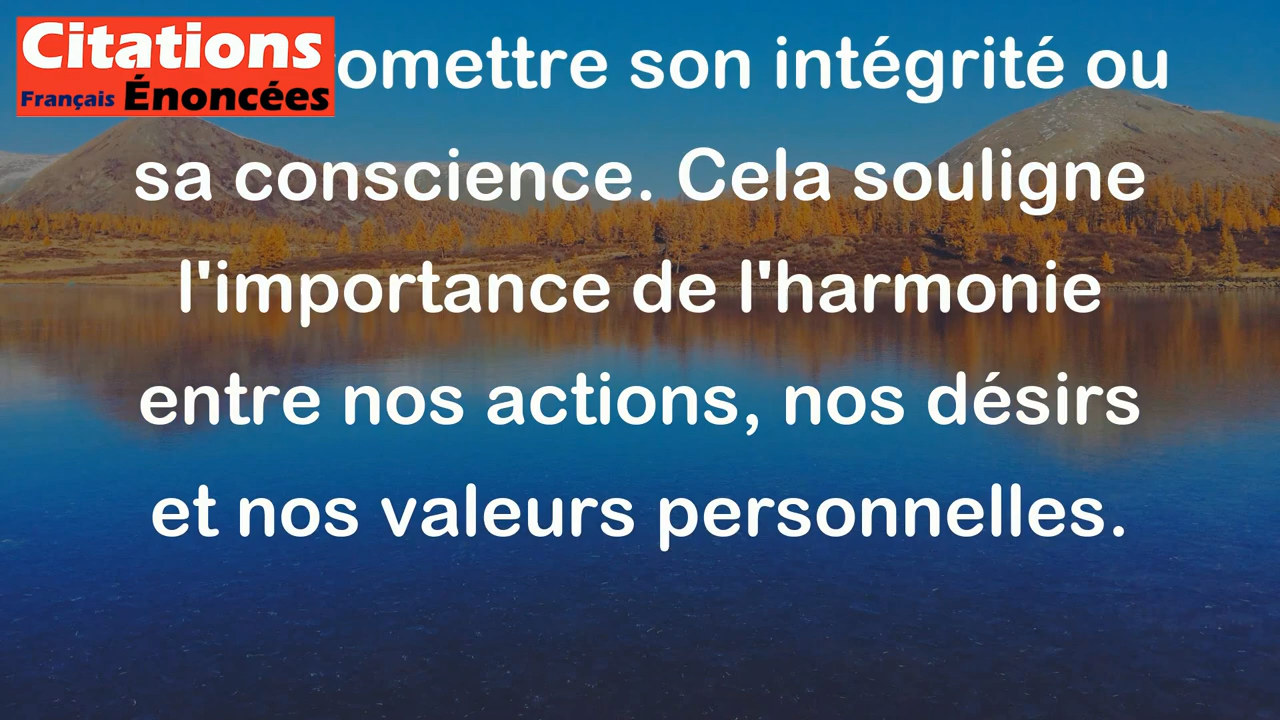 Citations
Français Énoncées
omettre son intégrité ou
sa conscience. Cela souligne
l'importance de l'harmonie
entre nos actions, nos désirs
et nos valeurs personnelles.